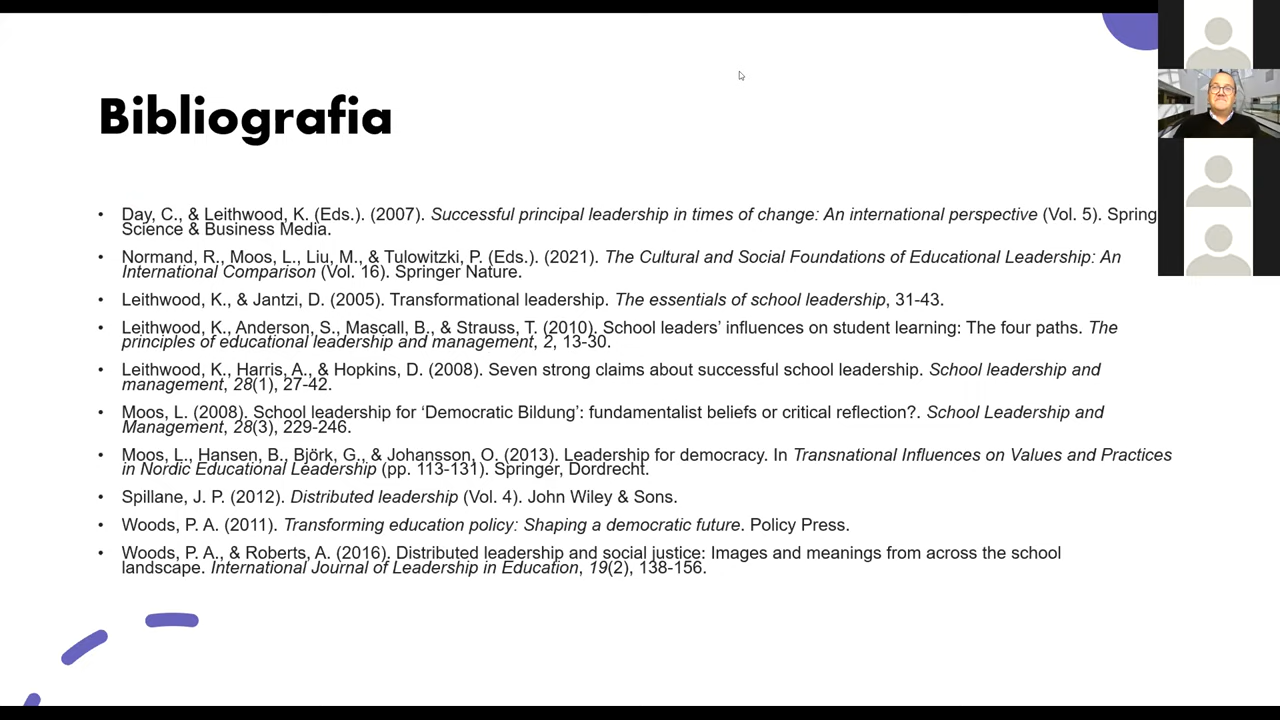 Bibliografia
• Day, C., & Leithwood, K. (Eds.). (2007). Successful principal leadership in times of change: An international perspective (Vol. 5). Spring
Science & Business Media.
• Normand, R., Moos, L., Liu, M., & Tulowitzki, P. (Eds.). (2021). The Cultural and Social Foundations of Educational Leadership: An
International Comparison (Vol. 16). Springer Nature.
• Leithwood, K., & Jantzi, D. (2005). Transformational leadership. The essentials of school leadership, 31-43.
• Leithwood, K., Anderson, S., Mascall, B., & Strauss, T. (2010). School leaders’ influences on student learning: The four paths. The
principles of educational leadership and management, 2, 13-30.
• Leithwood, K., Harris, A., & Hopkins, D. (2008). Seven strong claims about successful school leadership. School leadership and
management, 28(1), 27-42.
• Moos, L. (2008). School leadership for ‘Democratic Bildung’: fundamentalist beliefs or critical reflection?. School Leadership and
Management, 28(3), 229-246.
• Moos, L., Hansen, B., Björk, G., & Johansson, O. (2013). Leadership for democracy. In Transnational Influences on Values and Practices
in Nordic Educational Leadership (pp. 113-131). Springer, Dordrecht.
• Spillane, J. P. (2012). Distributed leadership (Vol. 4). John Wiley & Sons.
• Woods, P. A. (2011). Transforming education policy: Shaping a democratic future. Policy Press.
• Woods, P. A., & Roberts, A. (2016). Distributed leadership and social justice: Images and meanings from across the school
landscape. International Journal of Leadership in Education, 19(2), 138-156.